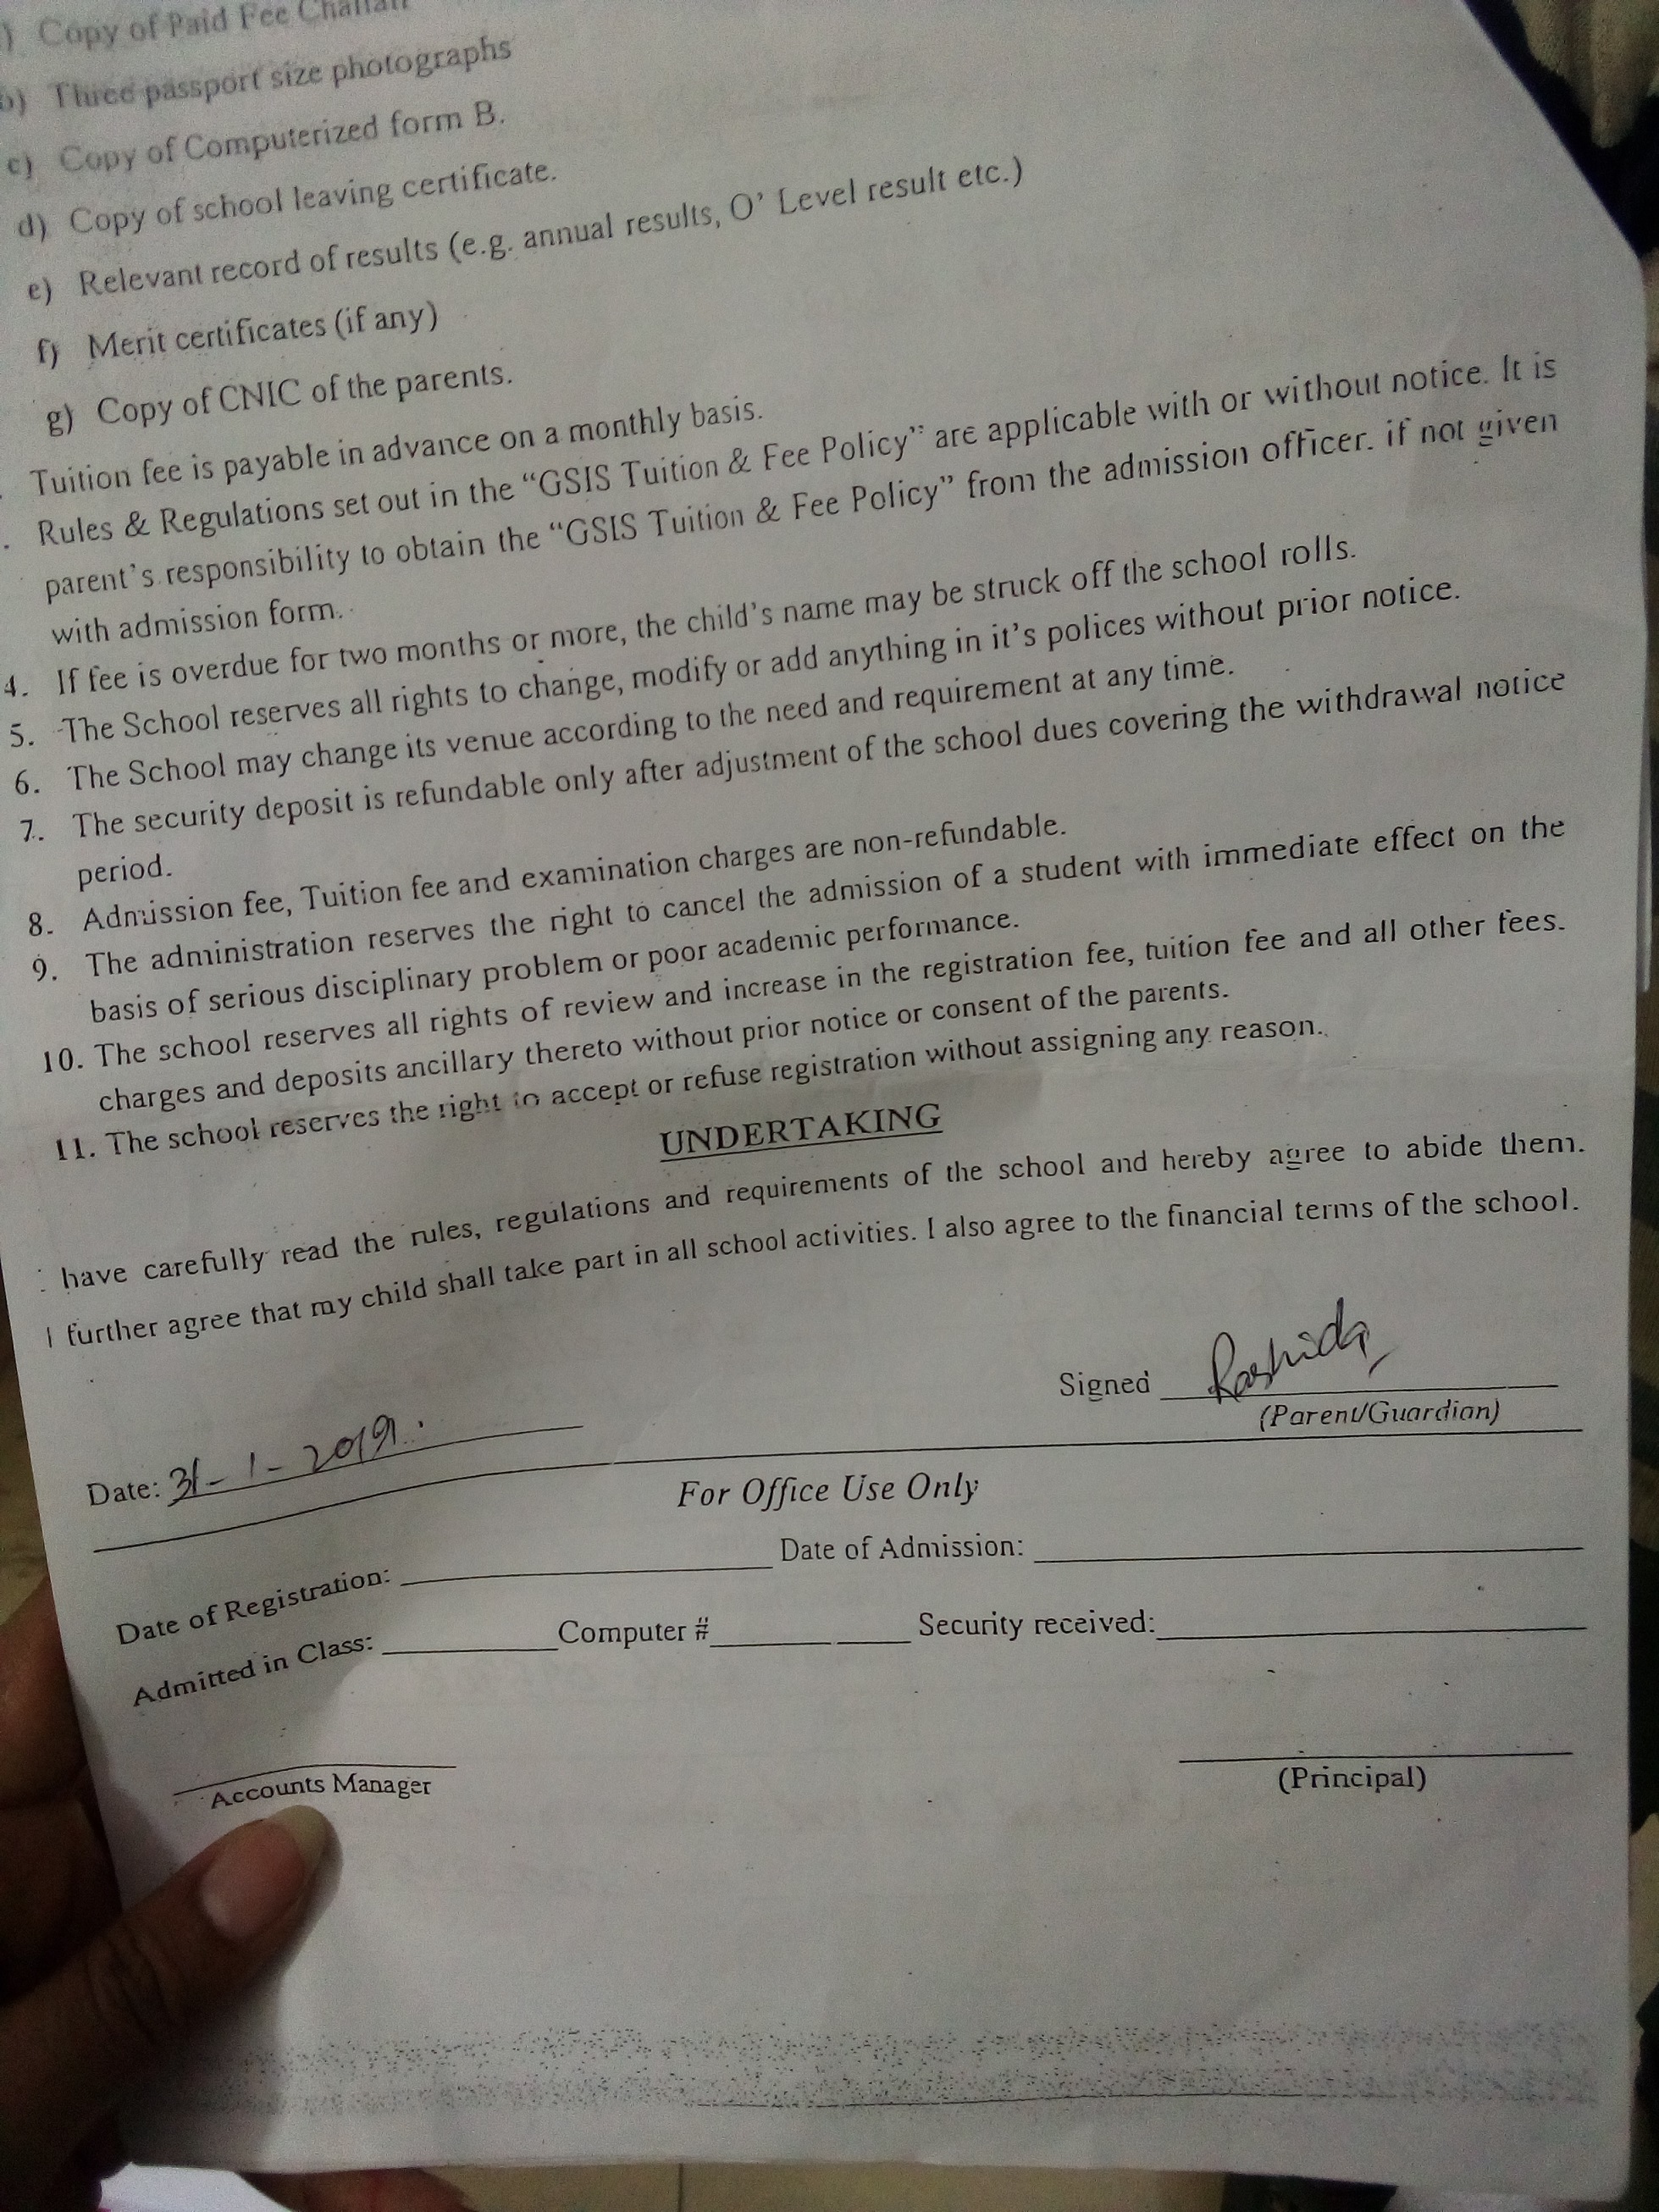 ) Copy of Paid Fee Challan
b) Three passport size photographs
c) Copy of Computerized form B.
d) Copy of school leaving certificate.
e) Relevant record of results (e.g. annual results, O’ Level result etc.)
f) Merit certificates (if any)
g) Copy of CNIC of the parents.
. Tuition fee is payable in advance on a monthly basis.
. Rules & Regulations set out in the “GSIS Tuition & Fee Policy” are applicable with or without notice. It is
parent’s responsibility to obtain the “GSIS Tuition & Fee Policy” from the admission officer. if not given
with admission form.
4. If fee is overdue for two months or more, the child’s name may be struck off the school rolls.
5. The School reserves all rights to change, modify or add anything in it’s polices without prior notice.
6. The School may change its venue according to the need and requirement at any time.
7. The security deposit is refundable only after adjustment of the school dues covering the withdrawal notice
period.
8. Admission fee, Tuition fee and examination charges are non-refundable.
9. The administration reserves the right to cancel the admission of a student with immediate effect on the
basis of serious disciplinary problem or poor academic performance.
10. The school reserves all rights of review and increase in the registration fee, tuition fee and all other fees.
charges and deposits ancillary thereto without prior notice or consent of the parents.
11. The school reserves the right to accept or refuse registration without assigning any reason.
UNDERTAKING
I have carefully read the rules, regulations and requirements of the school and hereby agree to abide them.
I further agree that my child shall take part in all school activities. I also agree to the financial terms of the school.
Signed Rashida
(Parent/Guardian)
Date: 31-1-2019.
For Office Use Only
Date of Registration: Date of Admission:
Admitted in Class: Computer # Security received:
Accounts Manager (Principal)